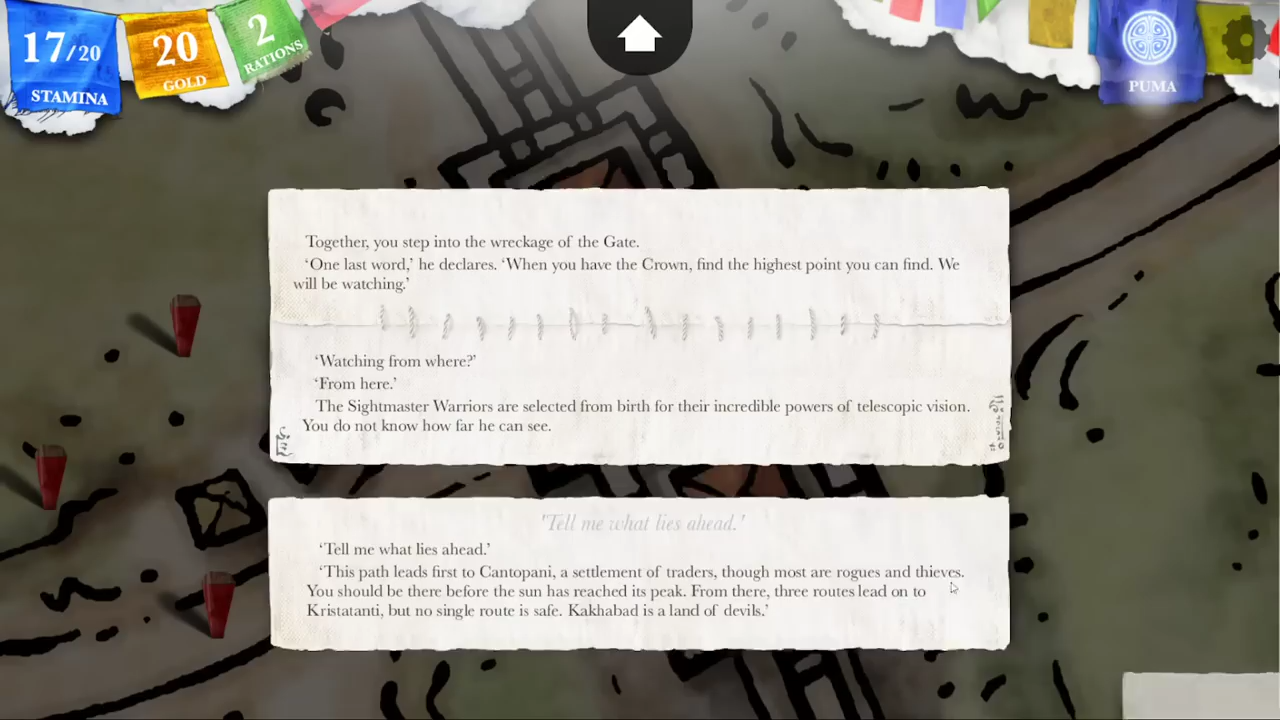 17/20
STAMINA
20
GOLD
2
RATIONS
PUMA
Together, you step into the wreckage of the Gate.
‘One last word,’ he declares. ‘When you have the Crown, find the highest point you can find. We
will be watching.’
‘Watching from where?’
‘From here.’
The Sightmaster Warriors are selected from birth for their incredible powers of telescopic vision.
You do not know how far he can see.
'Tell me what lies ahead.'
‘Tell me what lies ahead.’
‘This path leads first to Cantopani, a settlement of traders, though most are rogues and thieves.
You should be there before the sun has reached its peak. From there, three routes lead on to
Kristatanti, but no single route is safe. Kakhabad is a land of devils.’